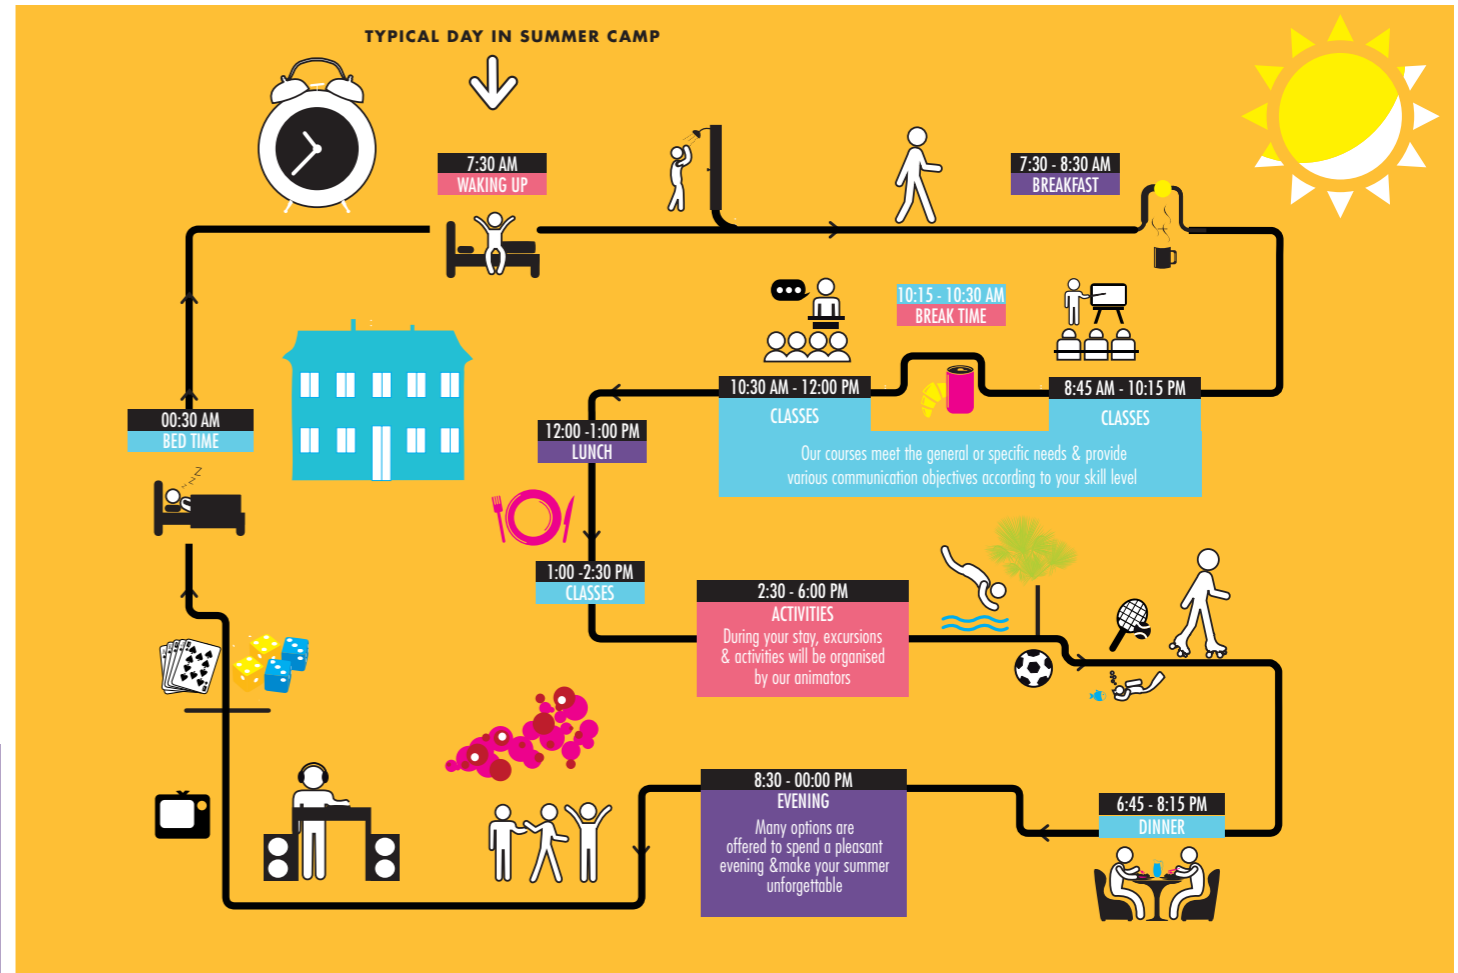 TYPICAL DAY IN SUMMER CAMP
7:30 AM
WAKING UP
7:30 - 8:30 AM
BREAKFAST
8:45 AM - 10:15 PM
CLASSES
10:15 - 10:30 AM
BREAK TIME
10:30 AM - 12:00 PM
CLASSES
Our courses meet the general or specific needs & provide
various communication objectives according to your skill level
12:00 -1:00 PM
LUNCH
1:00 -2:30 PM
CLASSES
2:30 - 6:00 PM
ACTIVITIES
During your stay, excursions
& activities will be organised
by our animators
6:45 - 8:15 PM
DINNER
8:30 - 00:00 PM
EVENING
Many options are
offered to spend a pleasant
evening &make your summer
unforgettable
00:30 AM
BED TIME
z
z
z
Z